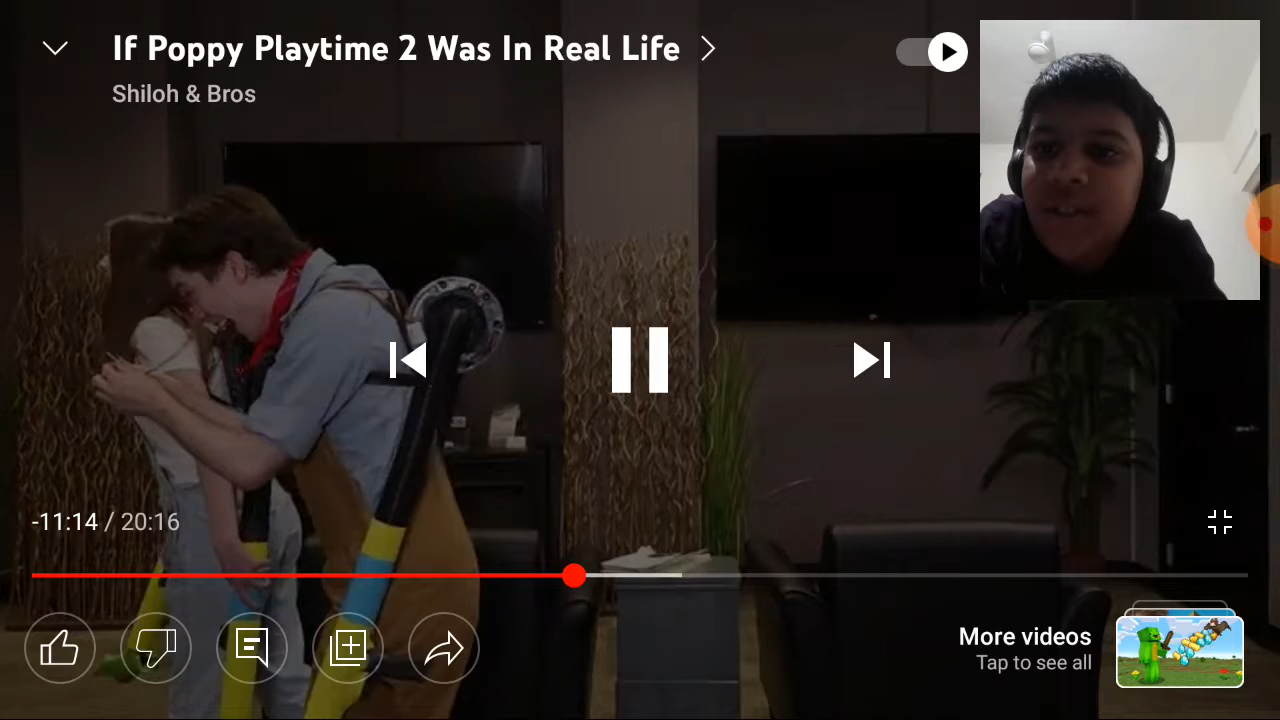 If Poppy Playtime 2 Was In Real Life
Shiloh & Bros
-11:14 / 20:16
More videos
Tap to see all